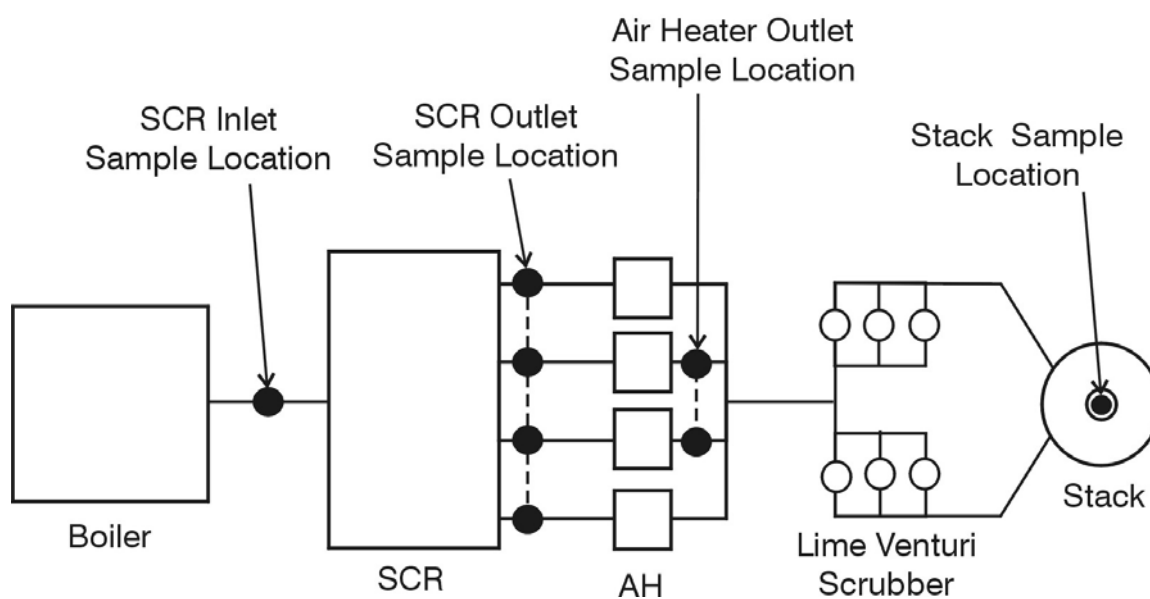 Air Heater Outlet
Sample Location
SCR Inlet
Sample Location
SCR Outlet
Sample Location
Stack Sample
Location
Boiler
SCR
AH
Lime Venturi
Scrubber
Stack